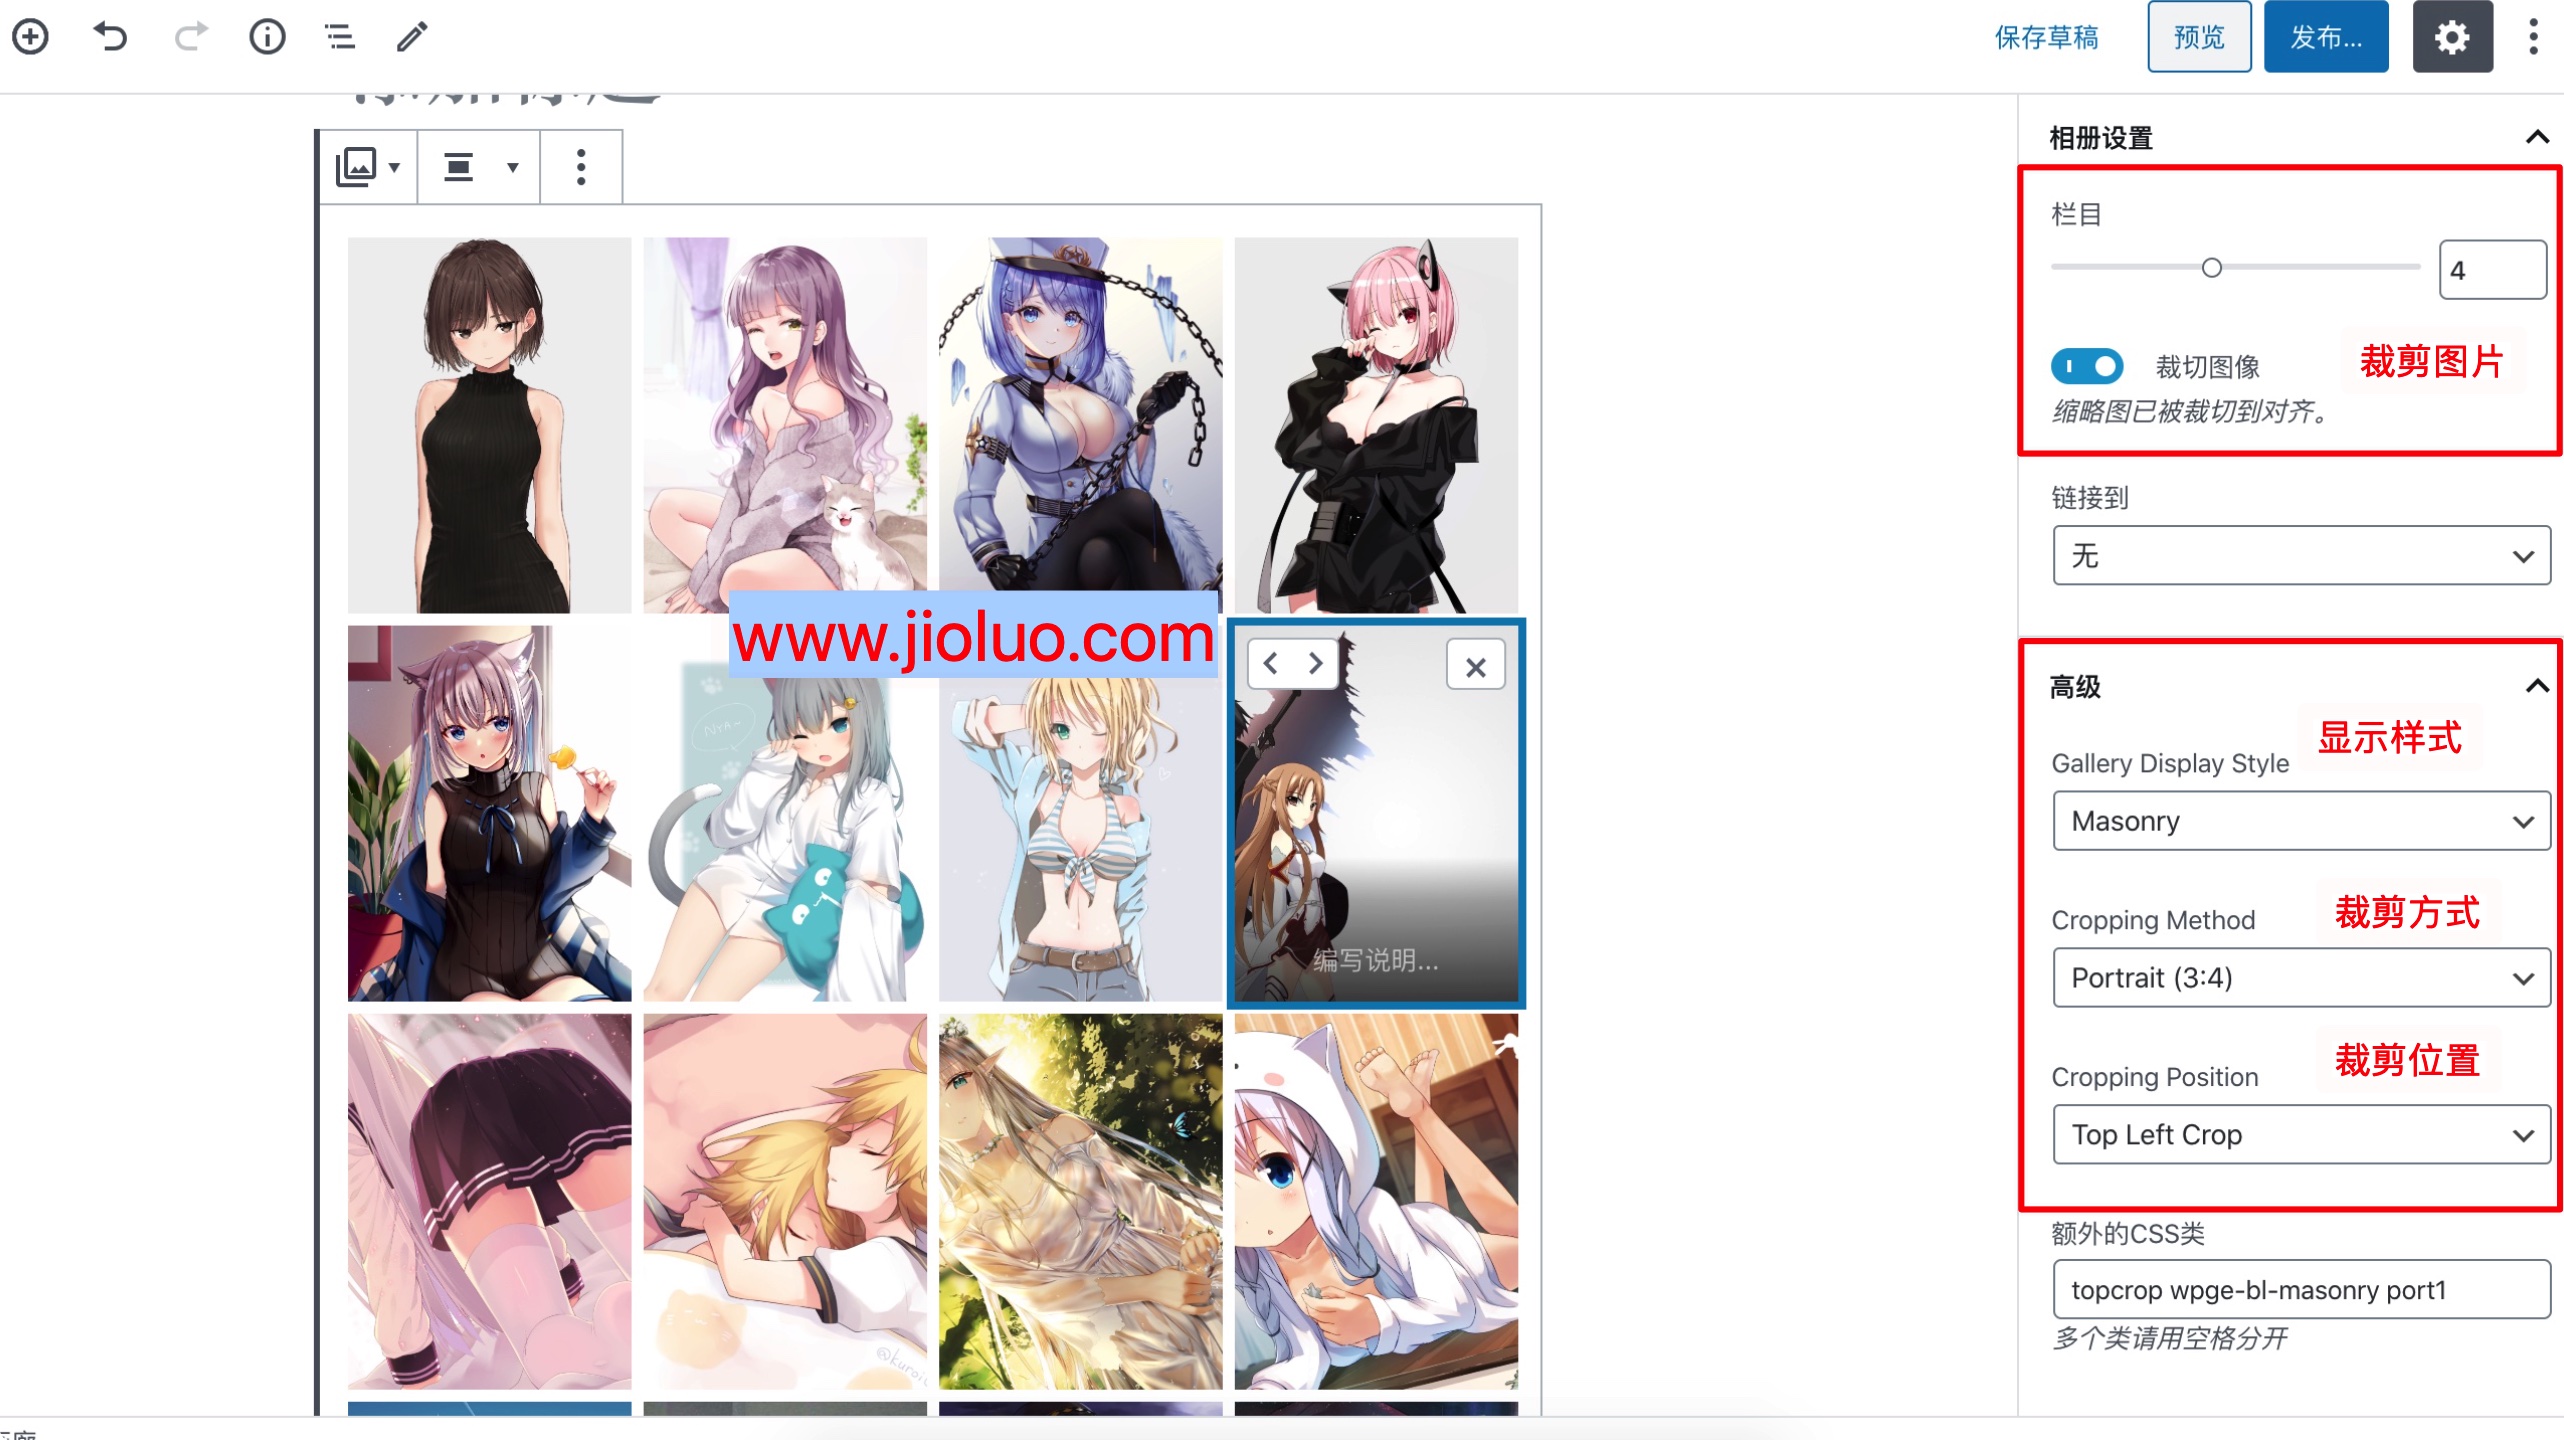 保存草稿
预览
发布...
相册设置
栏目
4
裁切图像
裁剪图片
缩略图已被裁切到对齐。
链接到
无
www.jioluo.com
Nya~
编写说明...
高级
显示样式
Gallery Display Style
Masonry
裁剪方式
Cropping Method
Portrait (3:4)
裁剪位置
Cropping Position
Top Left Crop
额外的CSS类
topcrop wpge-bl-masonry port1
多个类请用空格分开